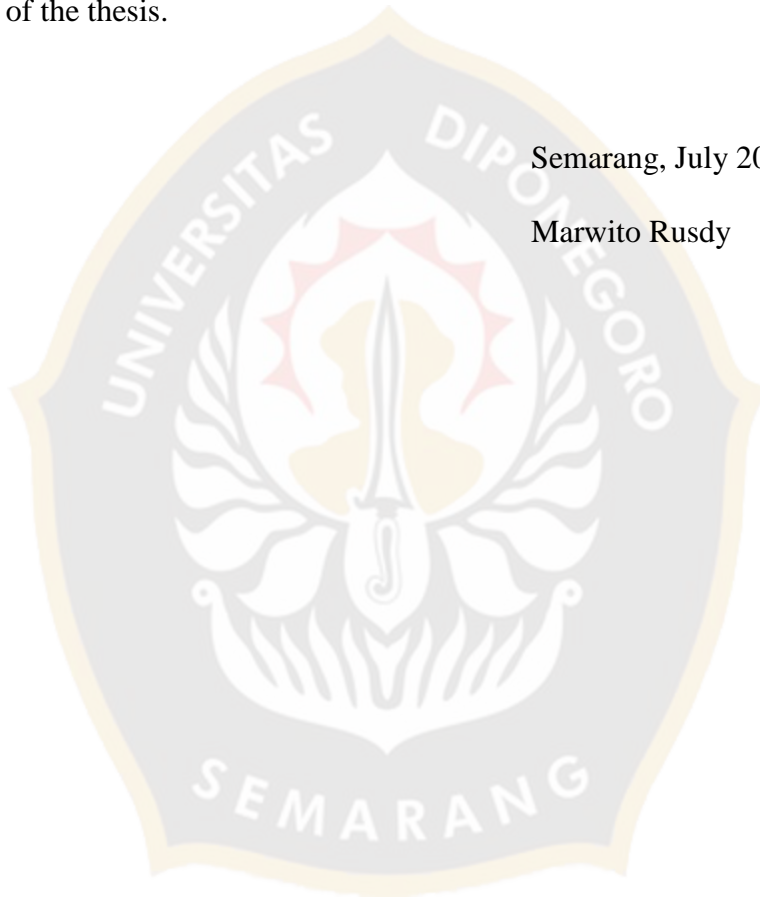 of the thesis.
Semarang, July 20
Marwito Rusdy
UNIVERSITAS DIPONEGORO
SEMARANG